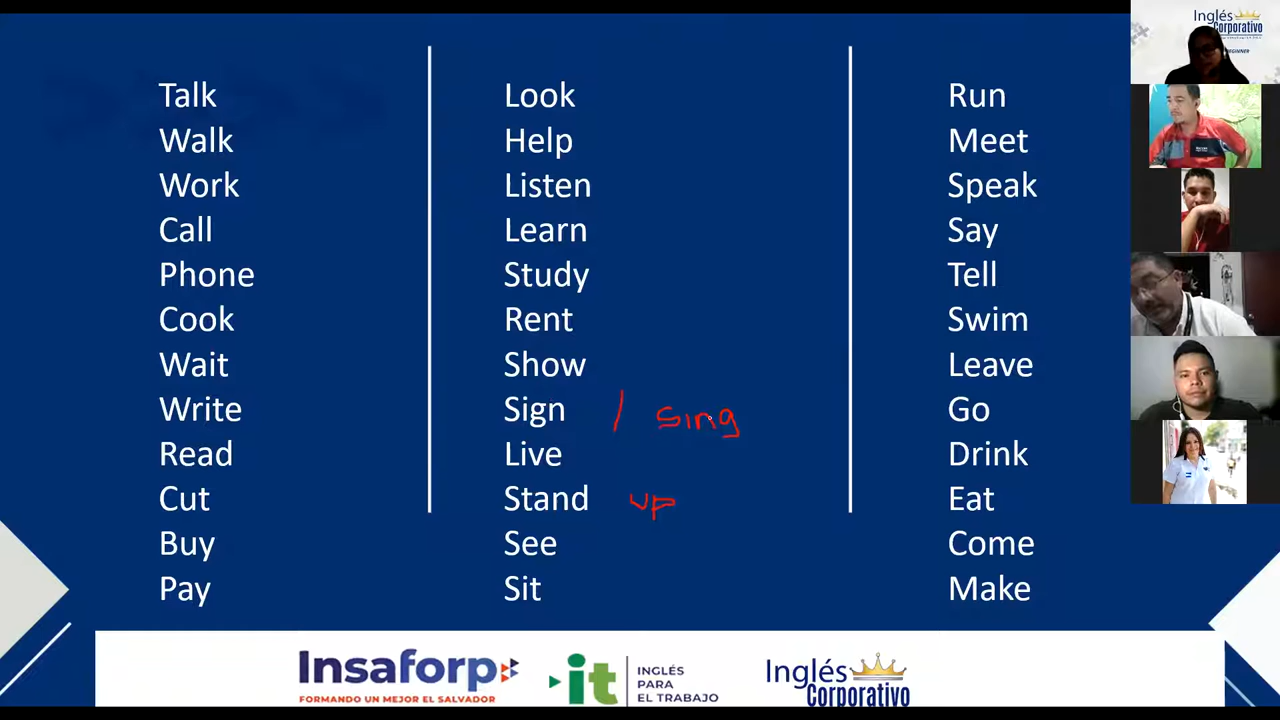 Talk
Walk
Work
Call
Phone
Cook
Wait
Write
Read
Cut
Buy
Pay
Look
Help
Listen
Learn
Study
Rent
Show
Sign / sing
Live
Stand up
See
Sit
Run
Meet
Speak
Say
Tell
Swim
Leave
Go
Drink
Eat
Come
Make
Insaforp
FORMANDO UN MEJOR EL SALVADOR
it
INGLÉS
PARA
EL TRABAJO
Inglés
Corporativo
Inglés
Corporativo